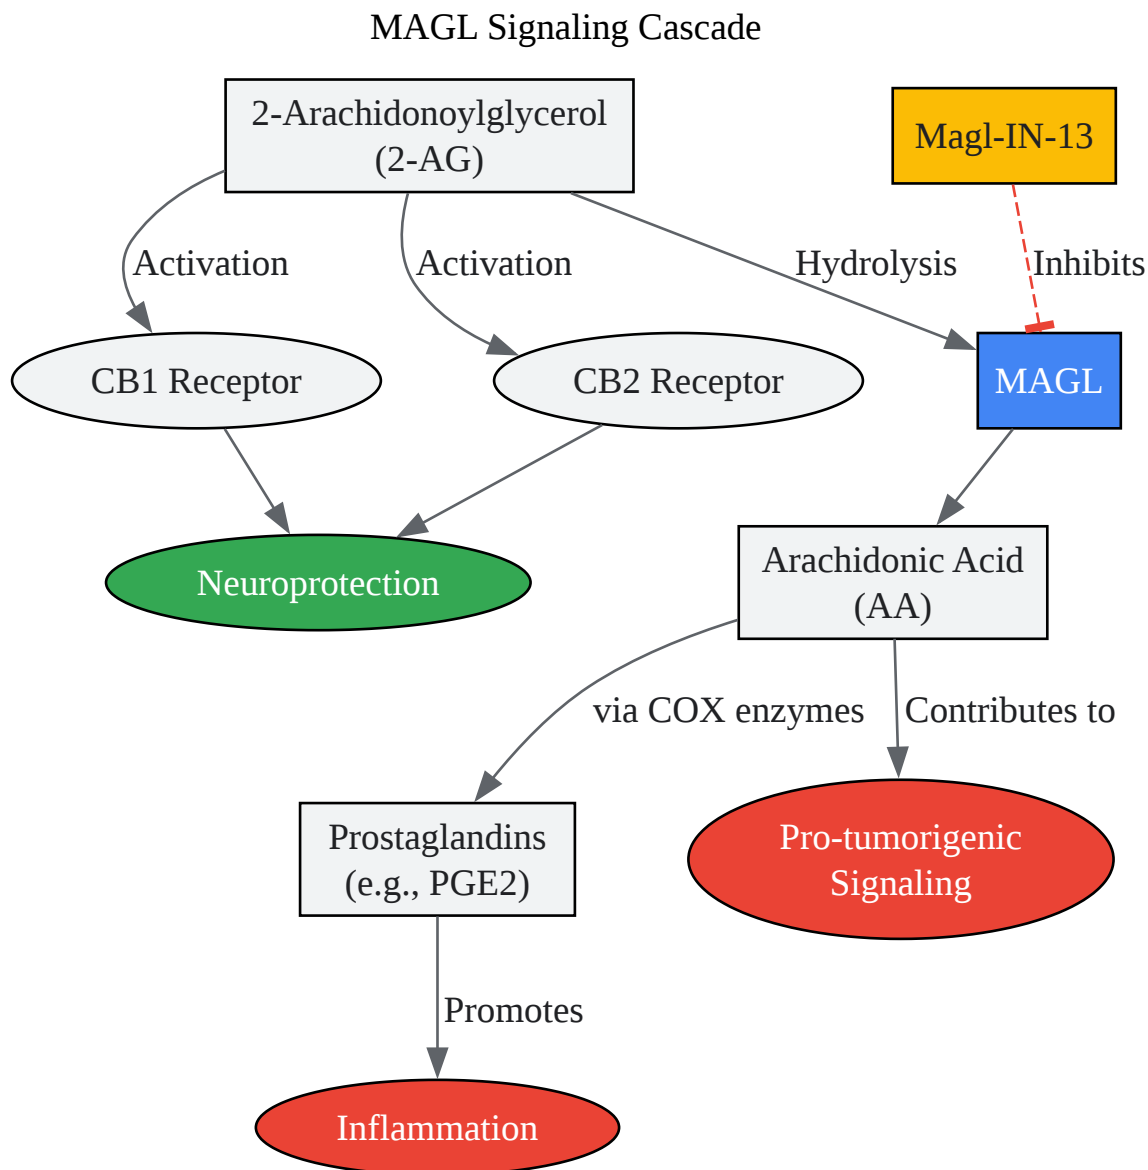 MAGL Signaling Cascade
2-Arachidonoylglycerol
(2-AG)
Magl-IN-13
Activation
Activation
Hydrolysis
Inhibits
CB1 Receptor
CB2 Receptor
MAGL
Neuroprotection
Arachidonic Acid
(AA)
via COX enzymes
Contributes to
Prostaglandins
(e.g., PGE2)
Pro-tumorigenic
Signaling
Promotes
Inflammation